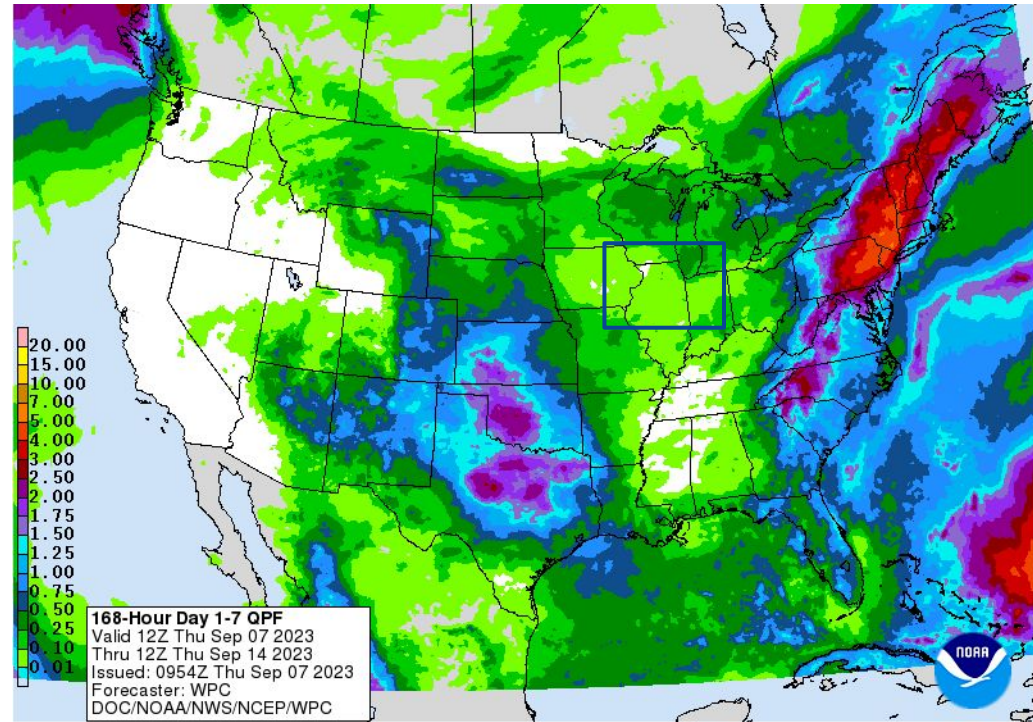 20.00
15.00
10.00
7.00
5.00
4.00
3.00
2.50
2.00
1.75
1.50
1.25
1.00
0.75
0.50
0.25
0.10
0.01
168-Hour Day 1-7 QPF
Valid 12Z Thu Sep 07 2023
Thru 12Z Thu Sep 14 2023
Issued: 0954Z Thu Sep 07 2023
Forecaster: WPC
DOC/NOAA/NWS/NCEP/WPC
NOAA